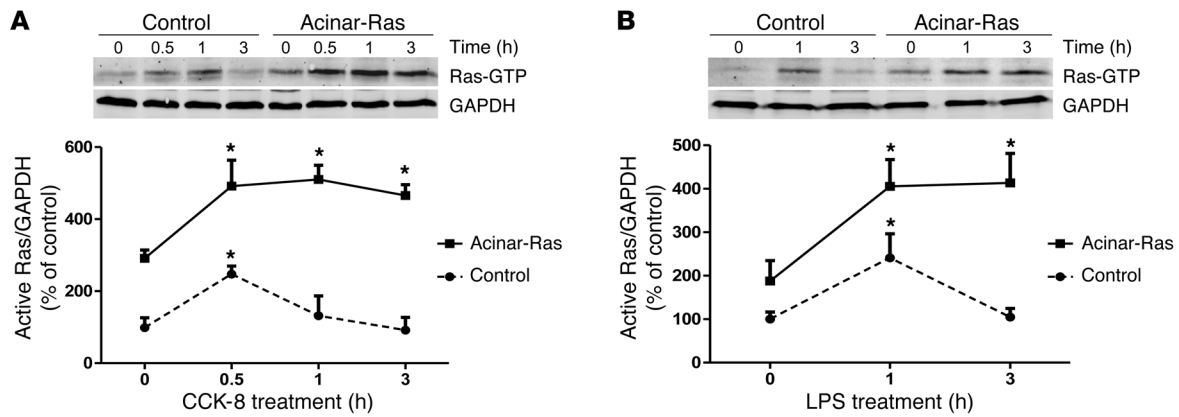 A
Control Acinar-Ras
0 0.5 1 3 0 0.5 1 3 Time (h)
Ras-GTP
GAPDH
Active Ras/GAPDH
(% of control)
600
400
200
0
* * *
*
Acinar-Ras
Control
0 0.5 1 3
CCK-8 treatment (h)
B
Control Acinar-Ras
0 1 3 0 1 3 Time (h)
Ras-GTP
GAPDH
Active Ras/GAPDH
(% of control)
500
400
300
200
100
0
* *
*
Acinar-Ras
Control
0 1 3
LPS treatment (h)